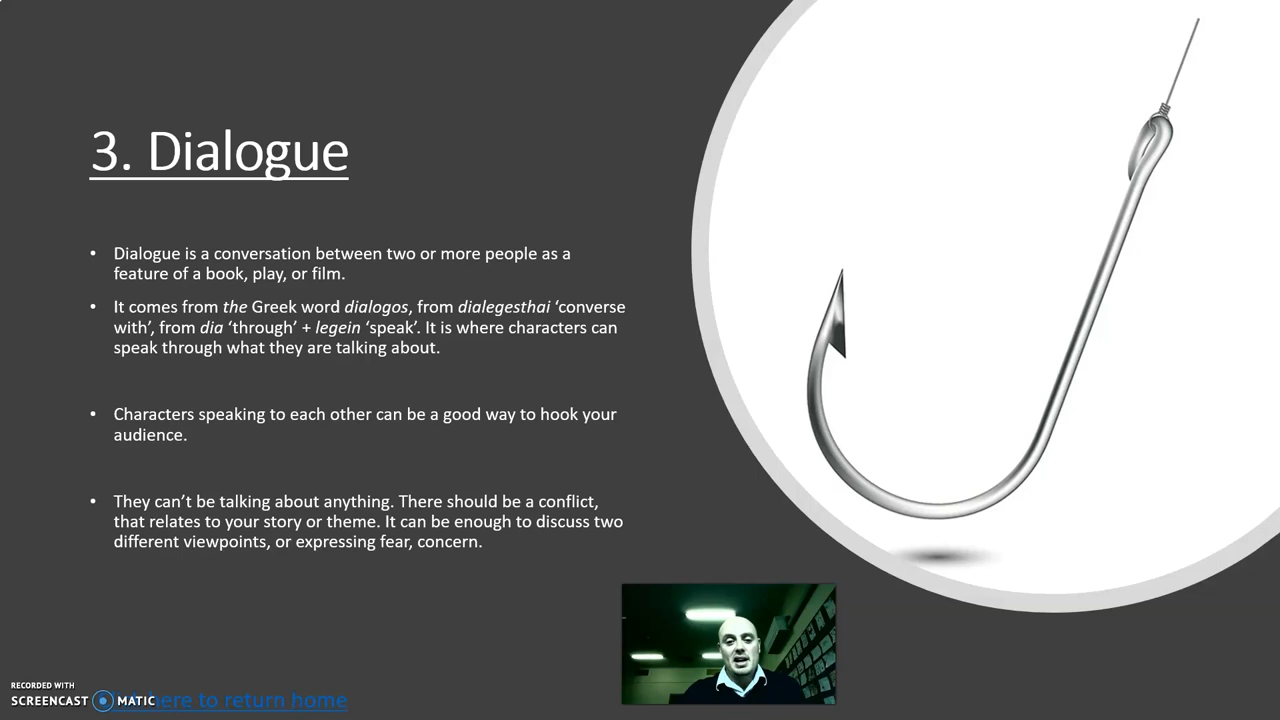 3. Dialogue
• Dialogue is a conversation between two or more people as a
feature of a book, play, or film.
• It comes from the Greek word dialogos, from dialegesthai ‘converse
with’, from dia ‘through’ + legein ‘speak’. It is where characters can
speak through what they are talking about.
• Characters speaking to each other can be a good way to hook your
audience.
• They can’t be talking about anything. There should be a conflict,
that relates to your story or theme. It can be enough to discuss two
different viewpoints, or expressing fear, concern.
RECORDED WITH
SCREENCAST MATIC
here to return home